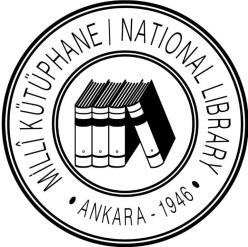 MİLLÎ KÜTÜPHANE / NATIONAL LIBRARY
• ANKARA - 1946 •